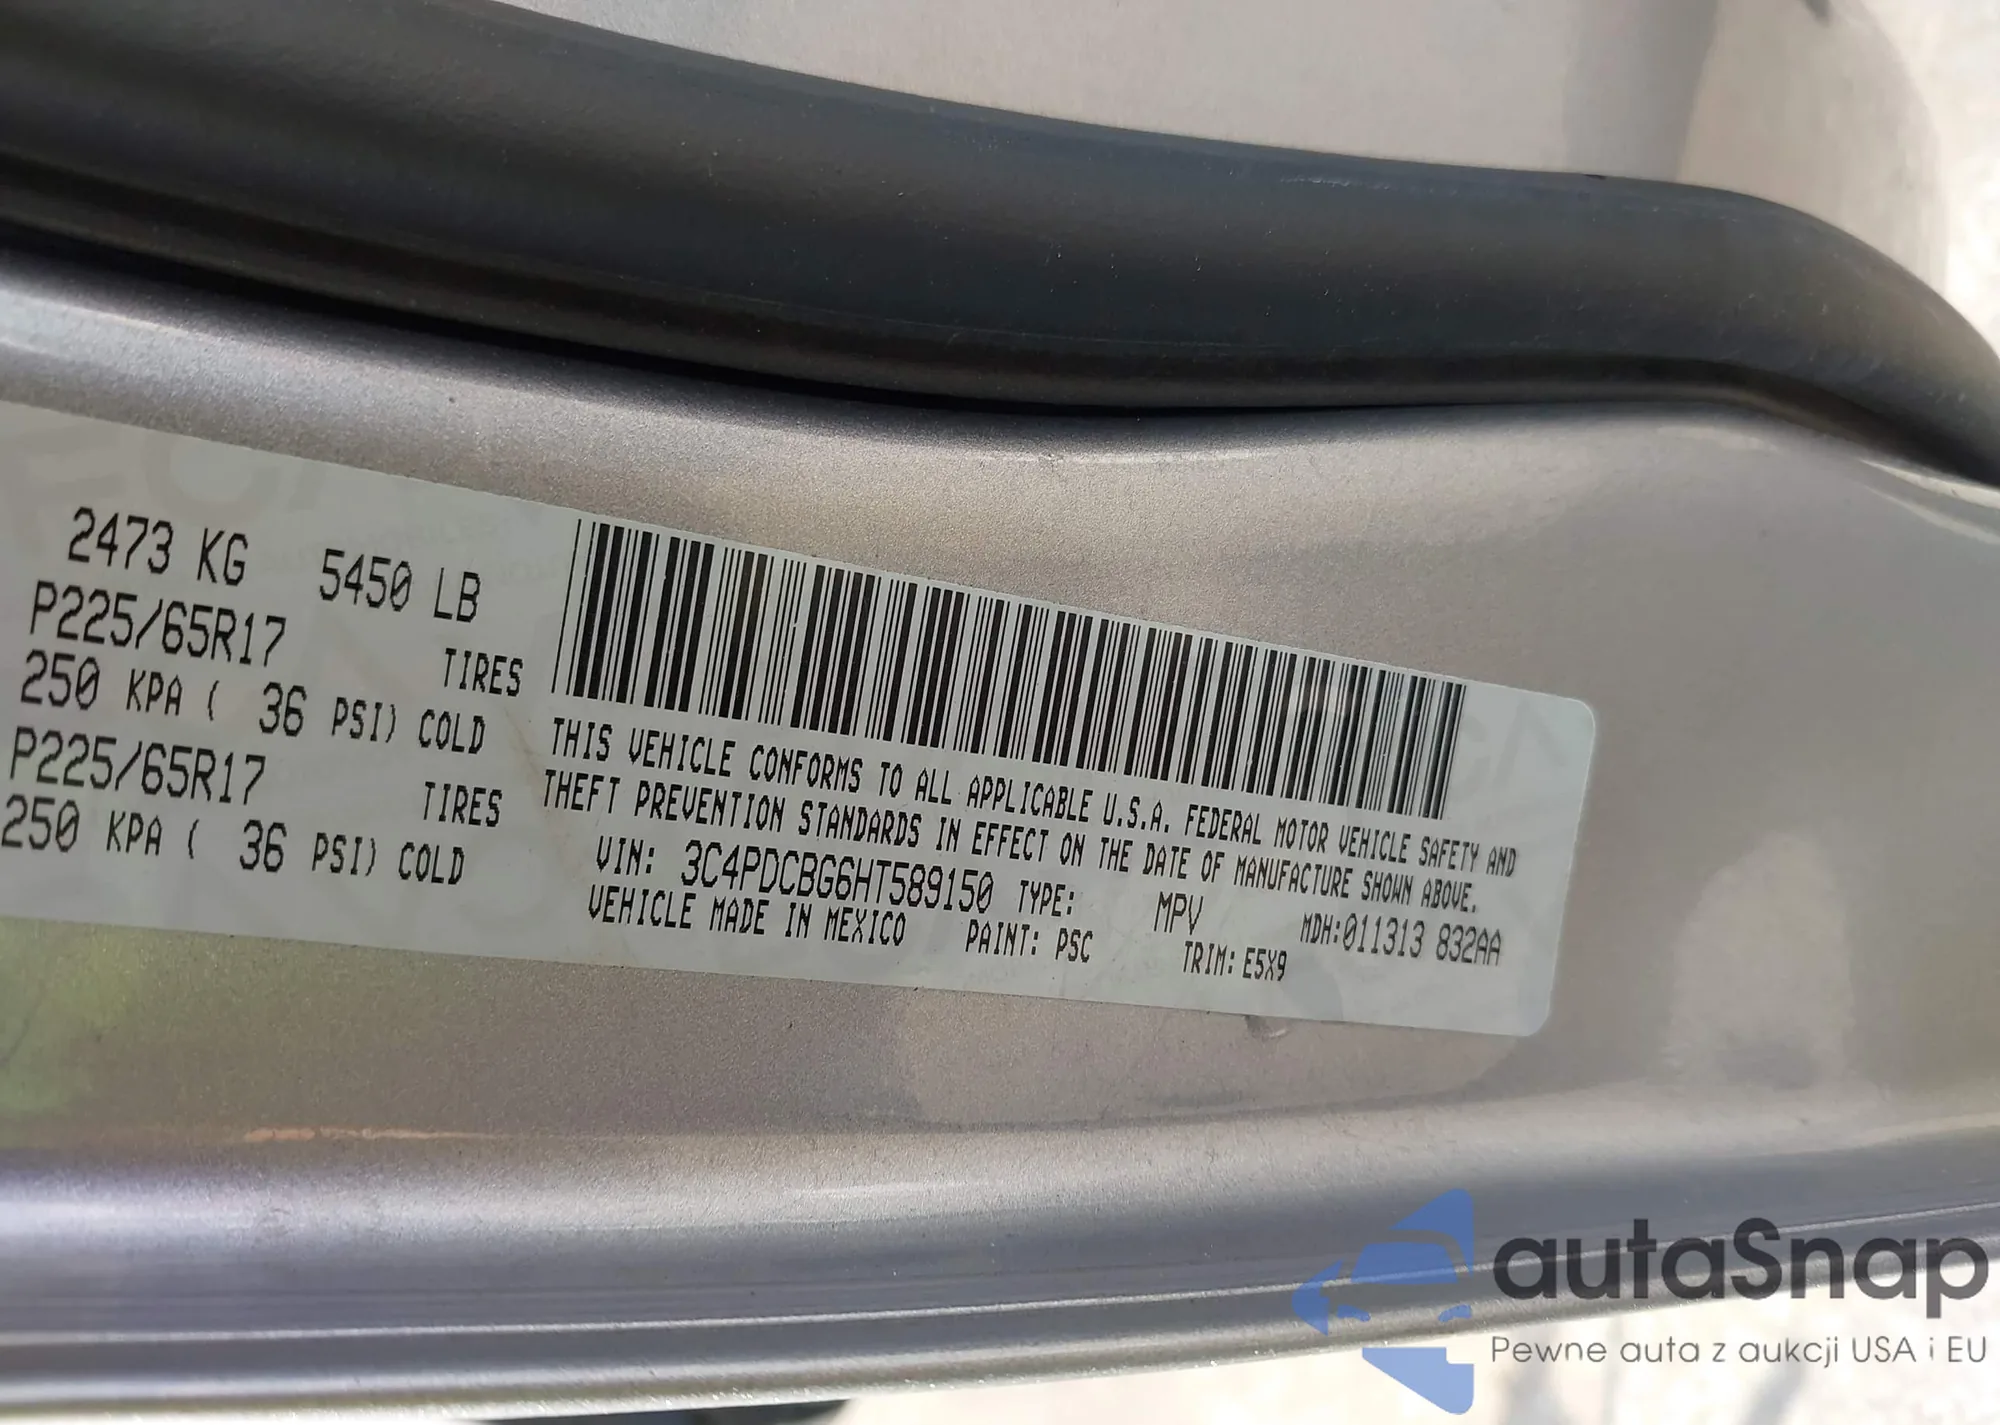 2473 KG 5450 LB
P225/65R17 TIRES
250 KPA ( 36 PSI) COLD
P225/65R17 TIRES
250 KPA ( 36 PSI) COLD
THIS VEHICLE CONFORMS TO ALL APPLICABLE U.S.A. FEDERAL MOTOR VEHICLE SAFETY AND
THEFT PREVENTION STANDARDS IN EFFECT ON THE DATE OF MANUFACTURE SHOWN ABOVE.
VIN: 3C4PDCBG6HT589150 TYPE: MPV MDH:011313 832AA
VEHICLE MADE IN MEXICO PAINT: PSC TRIM: E5X9
autaSnap
Pewne auta z aukcji USA i EU